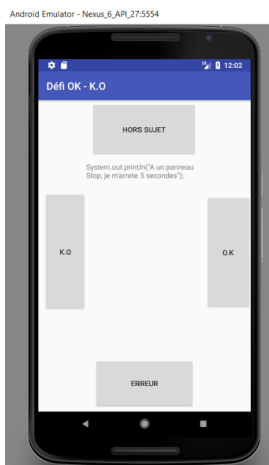 Android Emulator - Nexus_6_API_27:5554
12:02
Défi OK - K.O
HORS SUJET
System.out.println("A un panneau
Stop, je m'arrete 5 secondes");
K.O
O.K
ERREUR